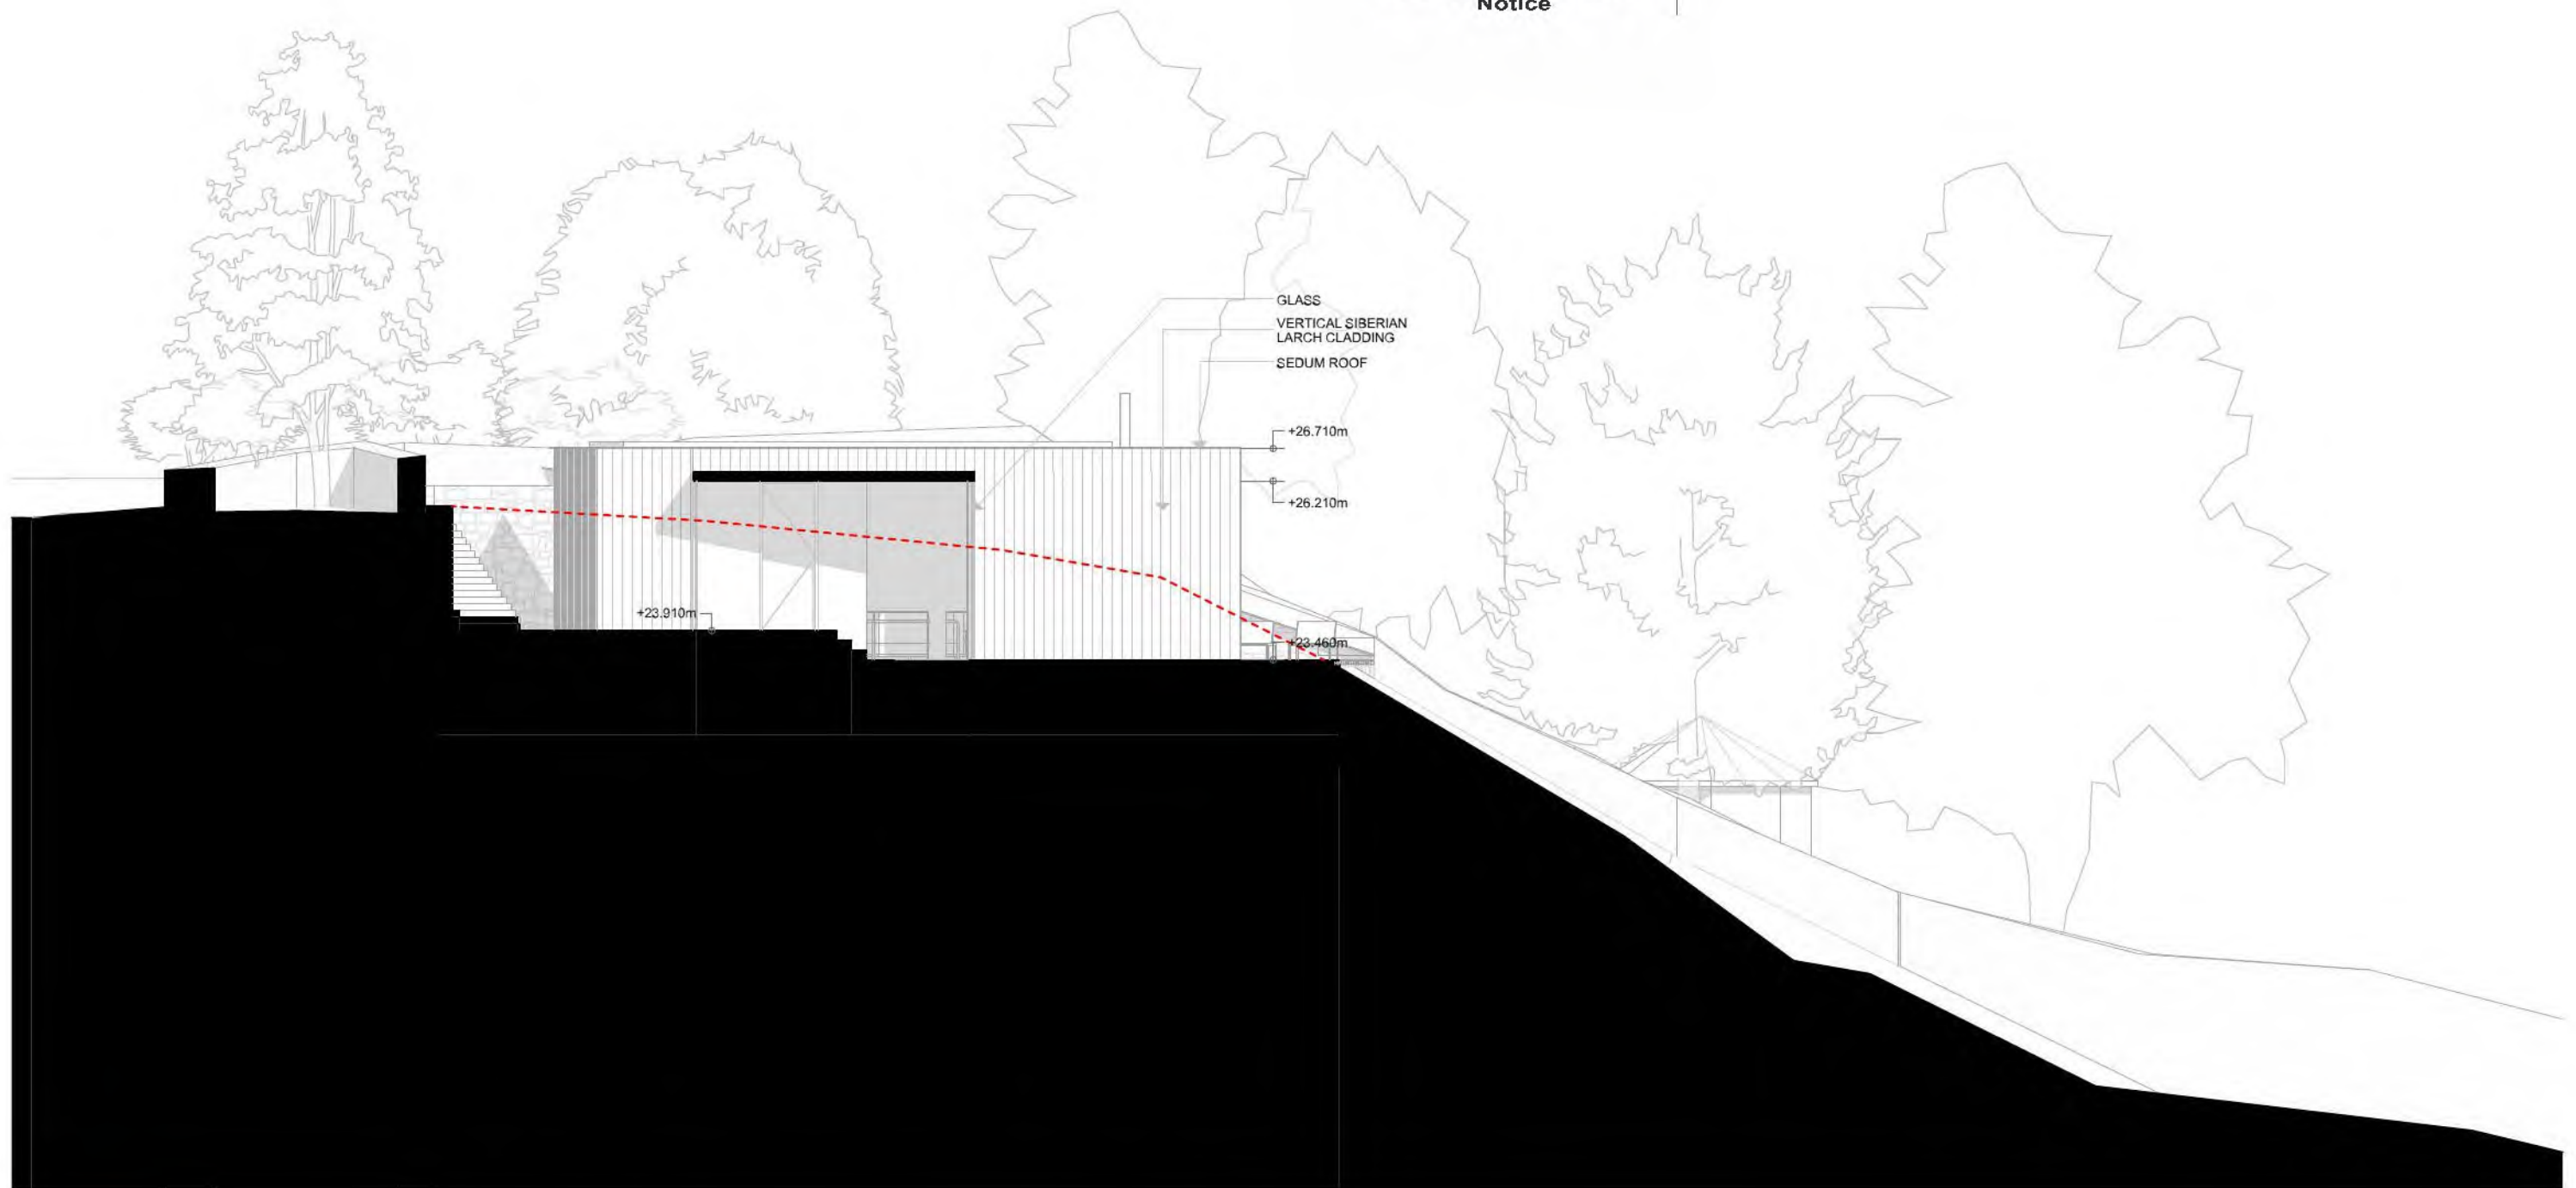 Notice
GLASS
VERTICAL SIBERIAN
LARCH CLADDING
SEDUM ROOF
+26.710m
+26.210m
+23.910m
+23.460m